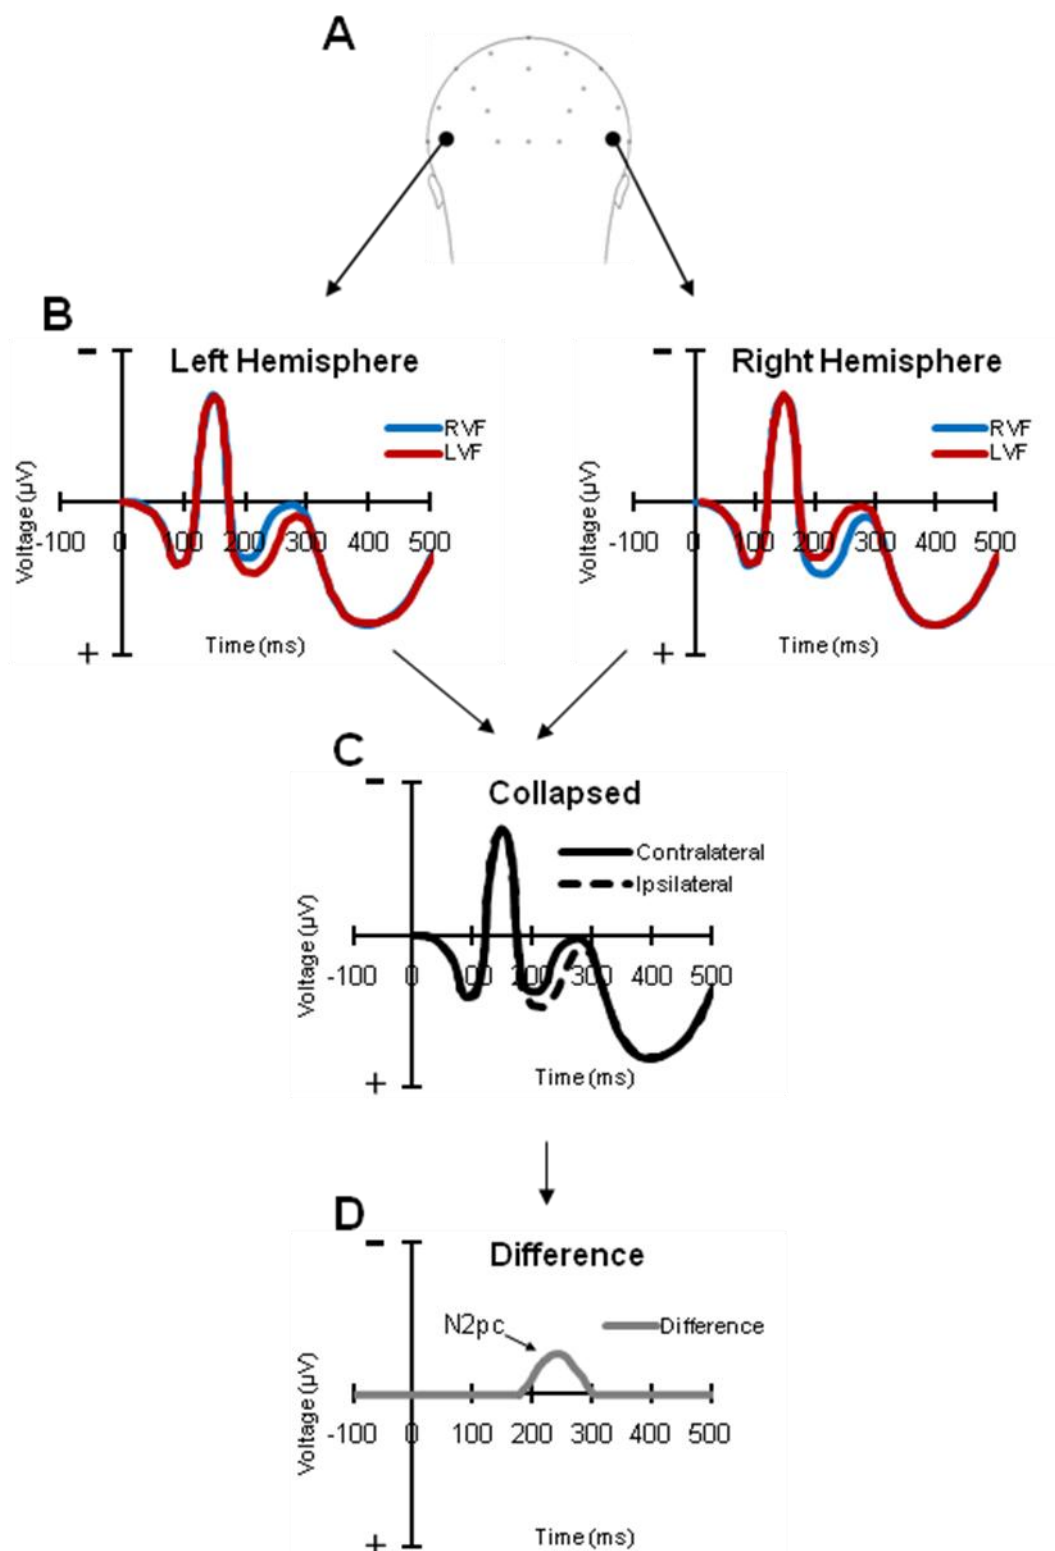 A
B
−
Left Hemisphere
RVF
LVF
Voltage (µV)
-100 0 100 200 300 400 500
Time (ms)
+
−
Right Hemisphere
RVF
LVF
Voltage (µV)
-100 0 100 200 300 400 500
Time (ms)
+
C
−
Collapsed
Contralateral
Ipsilateral
Voltage (µV)
-100 0 100 200 300 400 500
Time (ms)
+
D
−
Difference
N2pc
Difference
Voltage (µV)
-100 0 100 200 300 400 500
Time (ms)
+